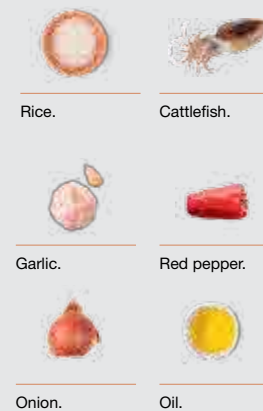 Rice.
Cattlefish.
Garlic.
Red pepper.
Onion.
Oil.